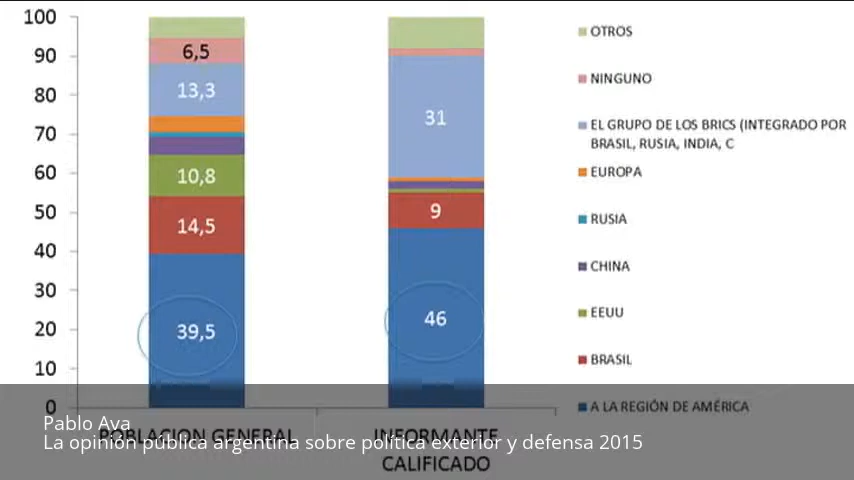 100
90
80
70
60
50
40
30
20
10
0
6,5
13,3
10,8
14,5
39,5
31
9
46
OTROS
NINGUNO
EL GRUPO DE LOS BRICS (INTEGRADO POR
BRASIL, RUSIA, INDIA, C
EUROPA
RUSIA
CHINA
EEUU
BRASIL
A LA REGIÓN DE AMÉRICA
POBLACION GENERAL
INFORMANTE
CALIFICADO
Pablo Ava
La opinión pública argentina sobre política exterior y defensa 2015